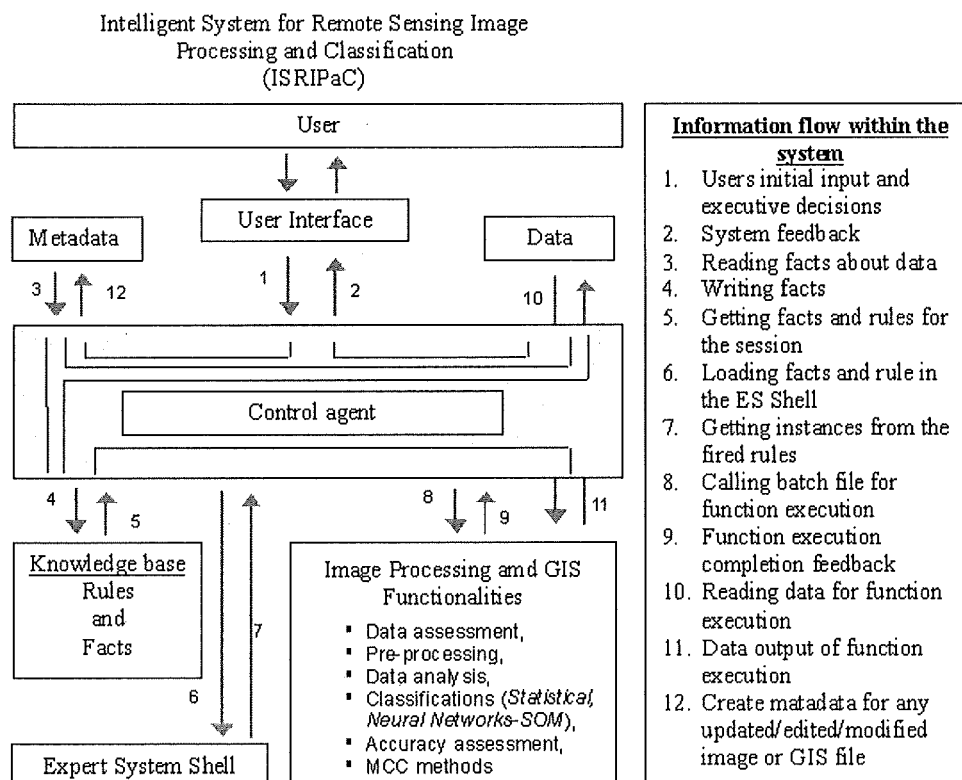 Intelligent System for Remote Sensing Image
Processing and Classification
(ISRIPaC)
User
User Interface
Metadata
Data
3
12
1
2
10
Control agent
4
5
8
9
11
Knowledge base
Rules
and
Facts
7
6
Expert System Shell
Image Processing amd GIS
Functionalities
▪ Data assessment,
▪ Pre-processing,
▪ Data analysis,
▪ Classifications (Statistical,
Neural Networks-SOM),
▪ Accuracy assessment,
▪ MCC methods
Information flow within the
system
1. Users initial input and
executive decisions
2. System feedback
3. Reading facts about data
4. Writing facts
5. Getting facts and rules for
the session
6. Loading facts and rule in
the ES Shell
7. Getting instances from the
fired rules
8. Calling batch file for
function execution
9. Function execution
completion feedback
10. Reading data for function
execution
11. Data output of function
execution
12. Create matadata for any
updated/edited/modified
image or GIS file